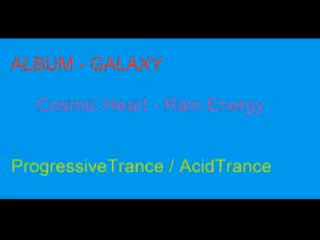 ALBUM - GALAXY
Cosmic Heart - Rain Energy
ProgressiveTrance / AcidTrance